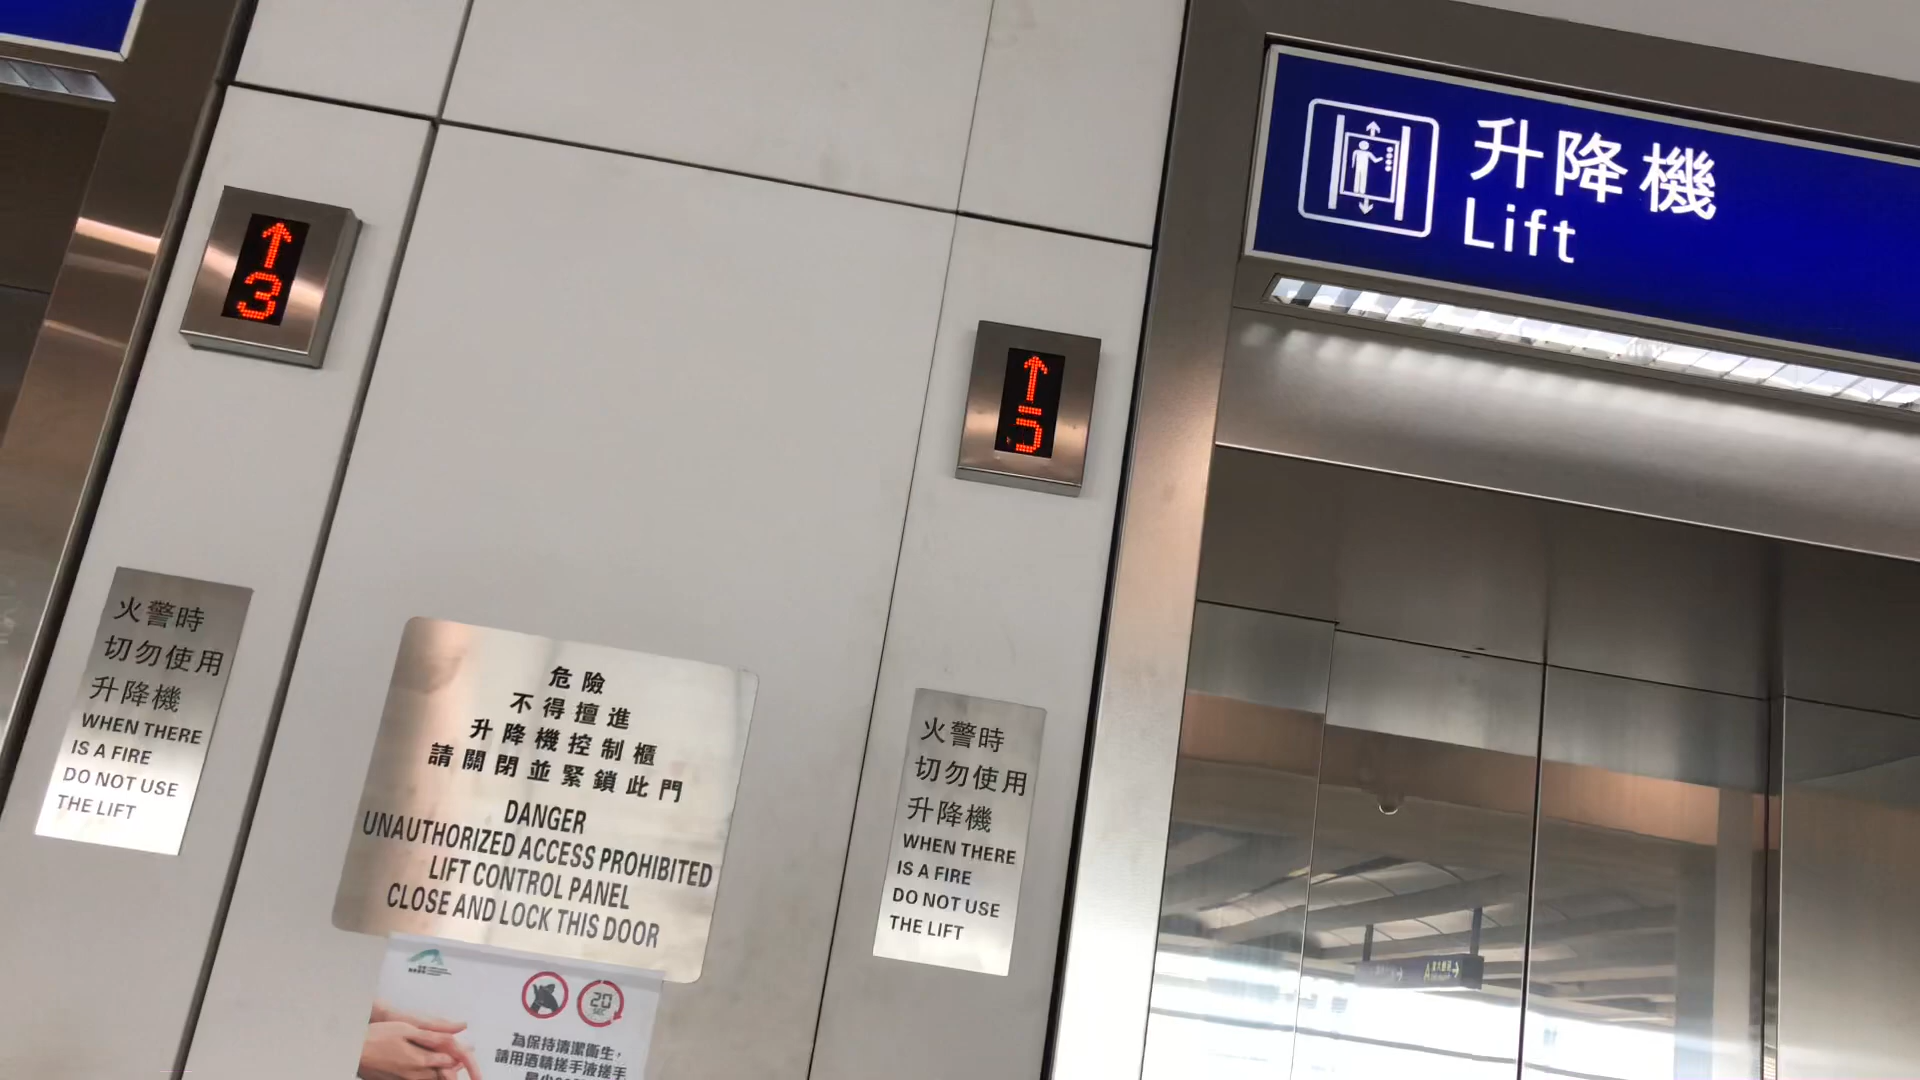 升降機
Lift
3
5
火警時
切勿使用
升降機
WHEN THERE
IS A FIRE
DO NOT USE
THE LIFT
危險
不得擅進
升降機控制櫃
請關閉並緊鎖此門
DANGER
UNAUTHORIZED ACCESS PROHIBITED
LIFT CONTROL PANEL
CLOSE AND LOCK THIS DOOR
火警時
切勿使用
升降機
WHEN THERE
IS A FIRE
DO NOT USE
THE LIFT
20
SEC
為保持清潔衞生，
請用酒精搓手液搓手